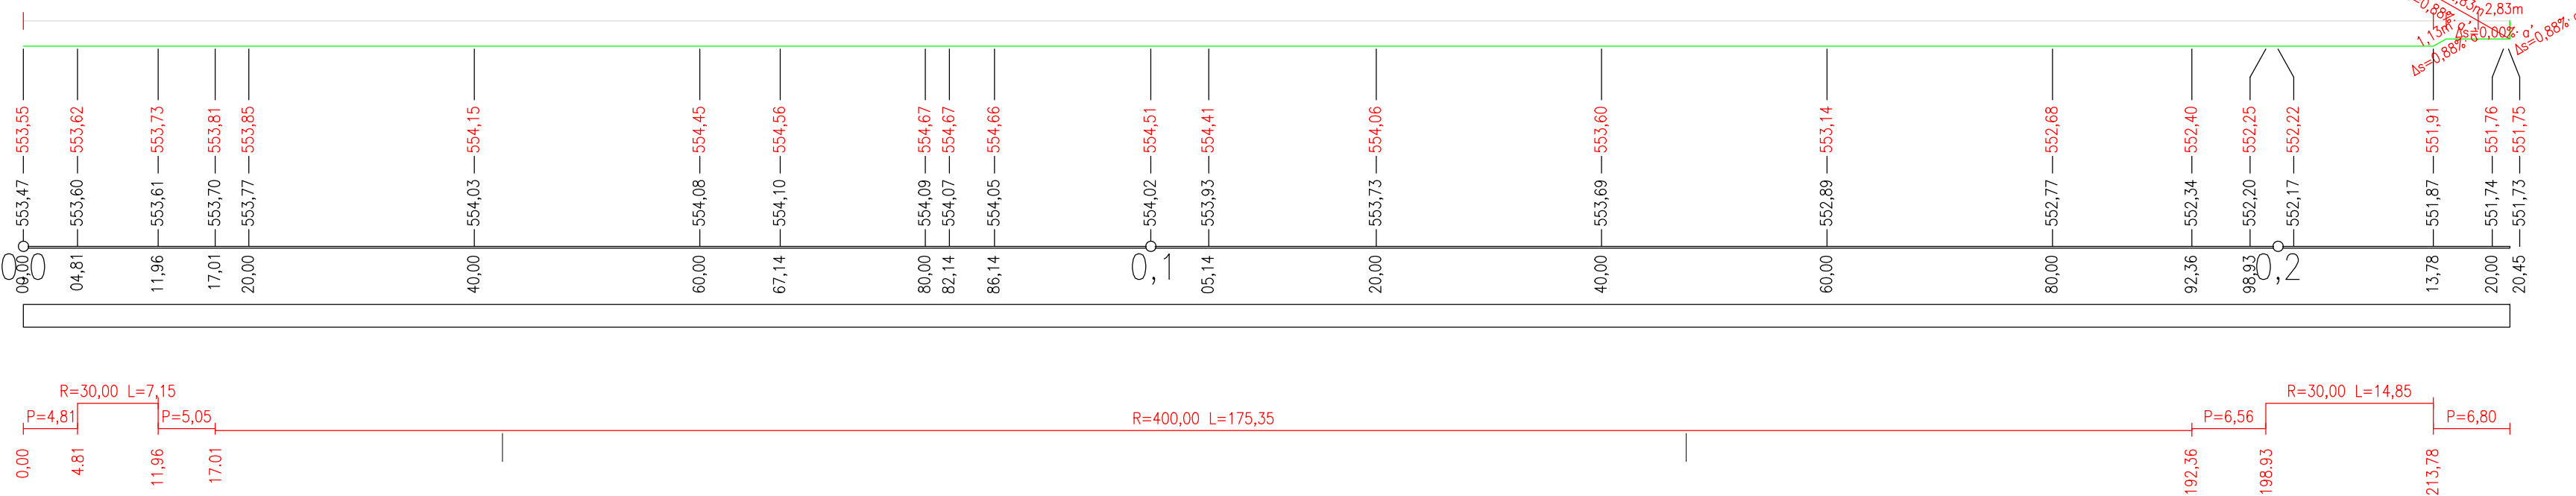 2,83m
1,13m
Δs=0,88%
Δs=0,00% a'
Δs=0,88%
553,55 553,62 553,73 553,81 553,85 554,15 554,45 554,56 554,67 554,67 554,66 554,51 554,41 554,06 553,60 553,14 552,68 552,40 552,25 552,22 551,91 551,76 551,75
553,47 553,60 553,61 553,70 553,77 554,03 554,08 554,10 554,09 554,07 554,05 554,02 553,93 553,73 553,69 552,89 552,77 552,34 552,20 552,17 551,87 551,74 551,73
0,0 0,1 0,2
00,00 04,81 11,96 17,01 20,00 40,00 60,00 67,14 80,00 82,14 86,14 05,14 20,00 40,00 60,00 80,00 92,36 98,93 13,78 20,00 20,45
R=30,00 L=7,15
R=30,00 L=14,85
P=4,81 P=5,05 R=400,00 L=175,35 P=6,56 P=6,80
0,00 4.81 11,96 17.01 192,36 198.93 213,78